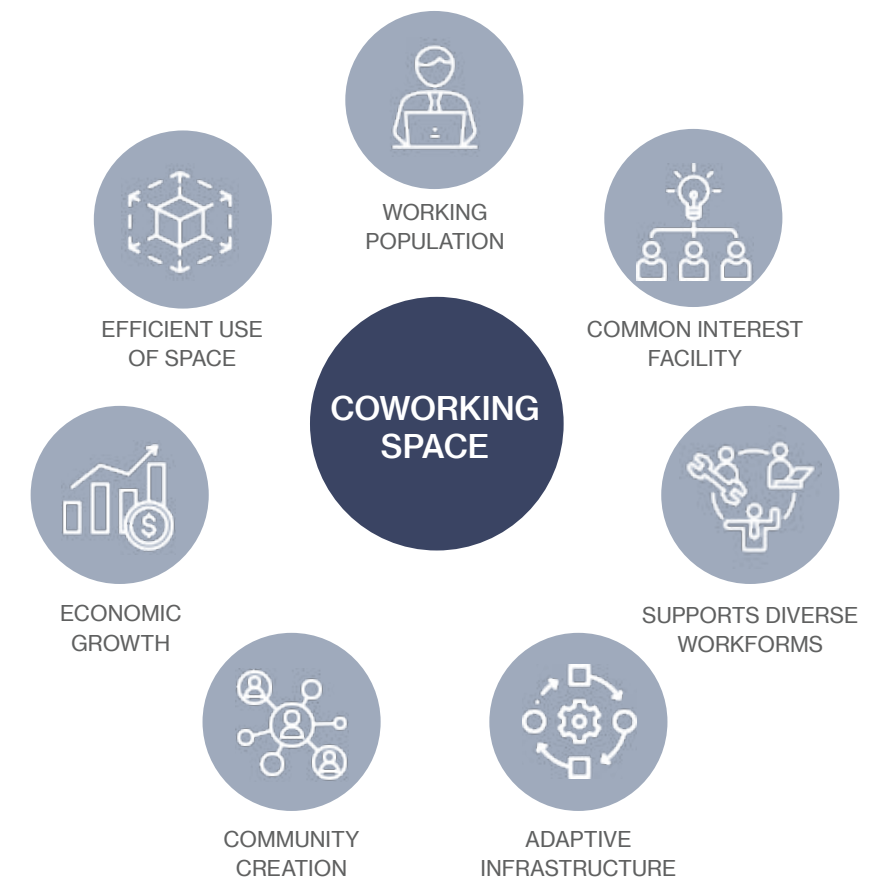 WORKING
POPULATION
EFFICIENT USE
OF SPACE
COMMON INTEREST
FACILITY
COWORKING
SPACE
$
ECONOMIC
GROWTH
SUPPORTS DIVERSE
WORKFORMS
COMMUNITY
CREATION
ADAPTIVE
INFRASTRUCTURE